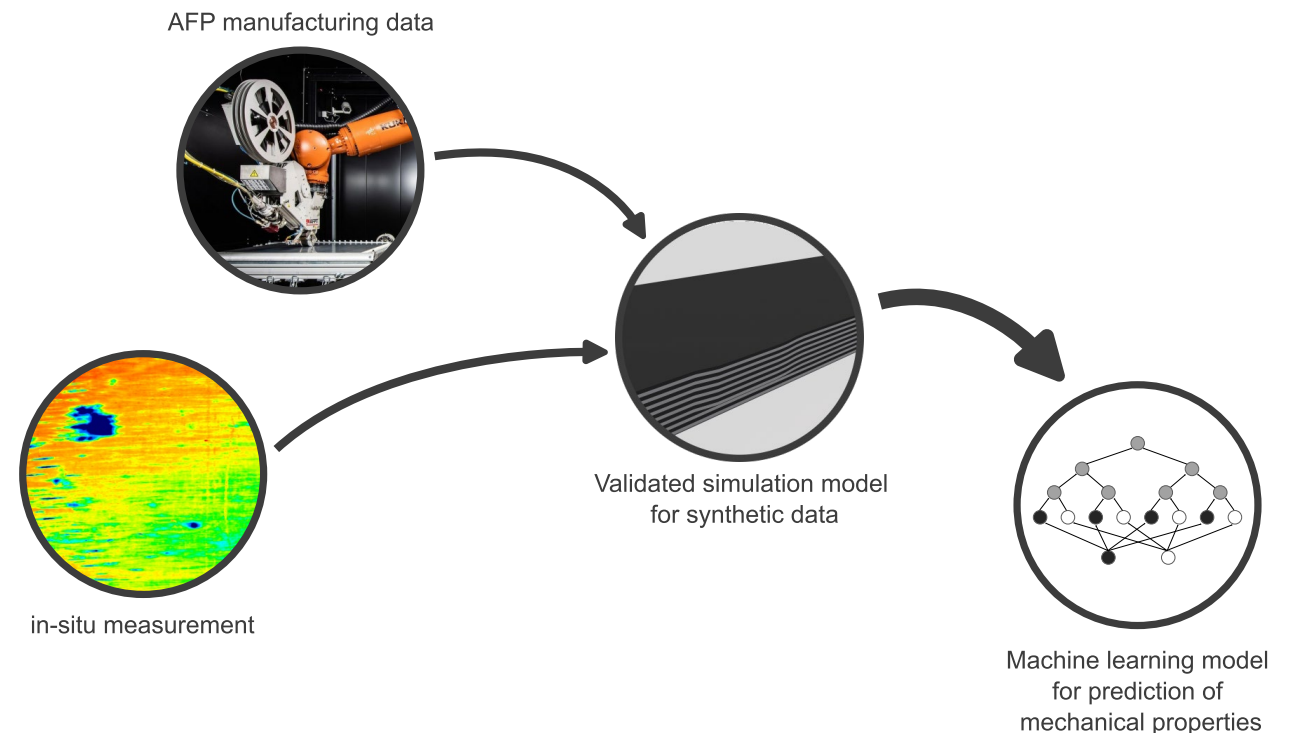 AFP manufacturing data
KUKA
in-situ measurement
Validated simulation model
for synthetic data
Machine learning model
for prediction of
mechanical properties